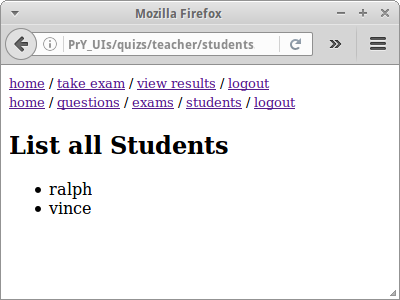 Mozilla Firefox
PrY_UIs/quizs/teacher/students
home / take exam / view results / logout
home / questions / exams / students / logout
List all Students
ralph
vince